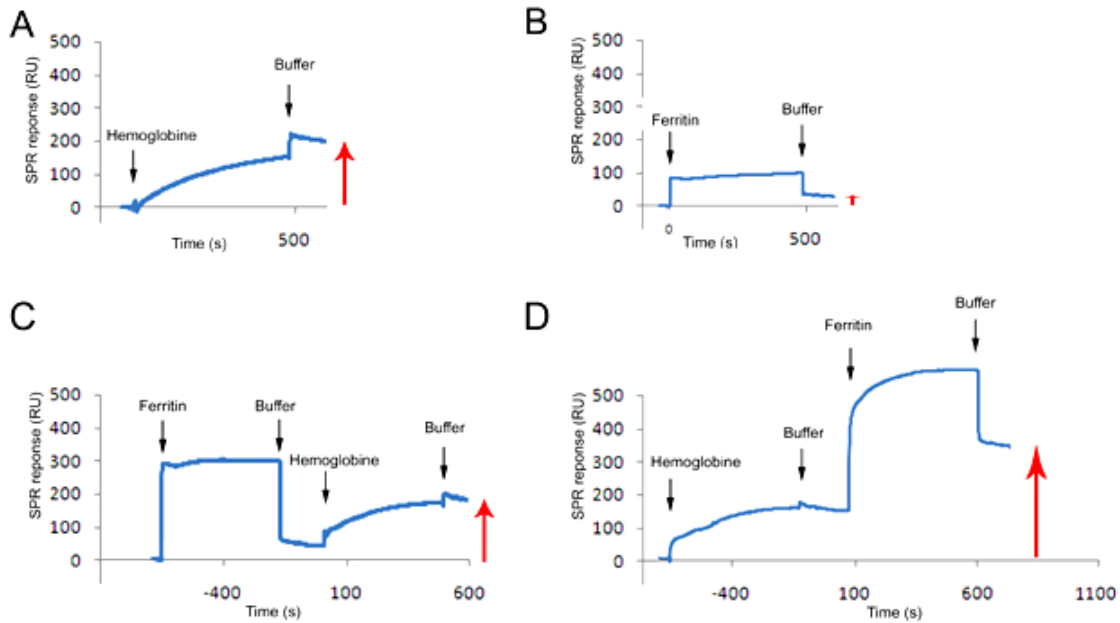 A
SPR reponse (RU)
500
400
300
200
100
0
Hemoglobine
Buffer
Time (s)
500
B
SPR reponse (RU)
500
400
300
200
100
0
Ferritin
Buffer
0
Time (s)
500
C
SPR reponse (RU)
500
400
300
200
100
0
Ferritin
Buffer
Hemoglobine
Buffer
-400
100
600
Time (s)
D
SPR reponse (RU)
500
400
300
200
100
0
Hemoglobine
Buffer
Ferritin
Buffer
100
600
1100
Time (s)